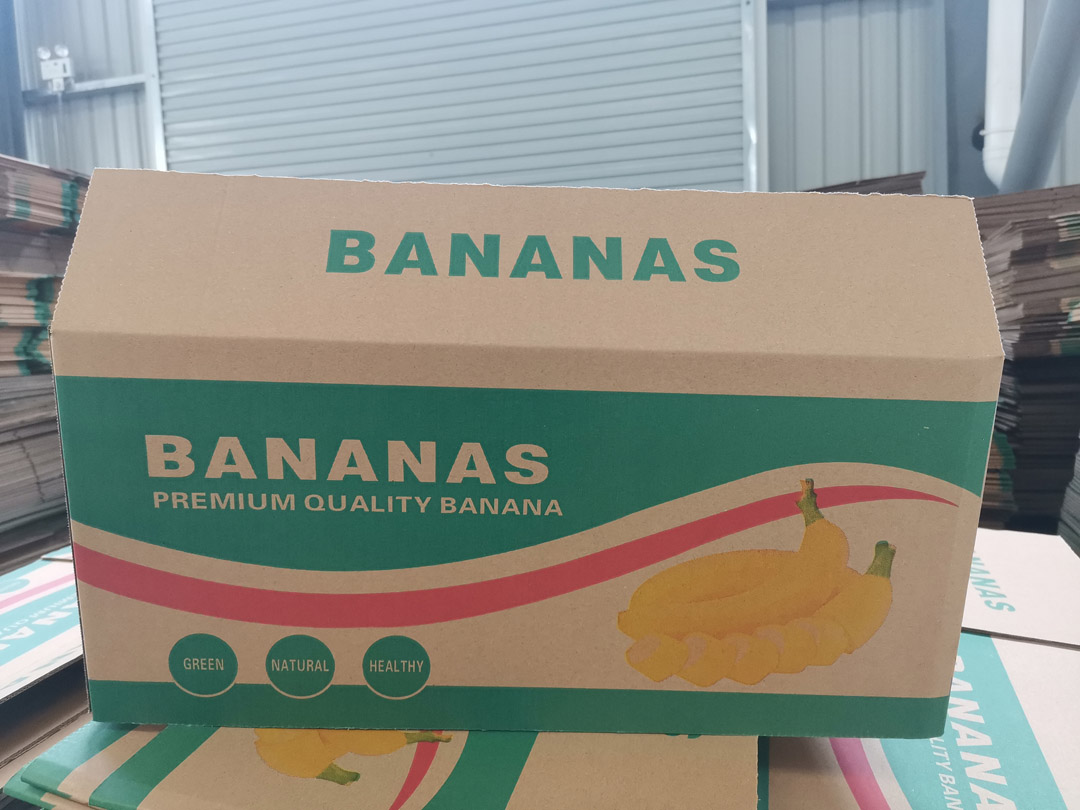 BANANAS
BANANAS
PREMIUM QUALITY BANANA
GREEN
NATURAL
HEALTHY